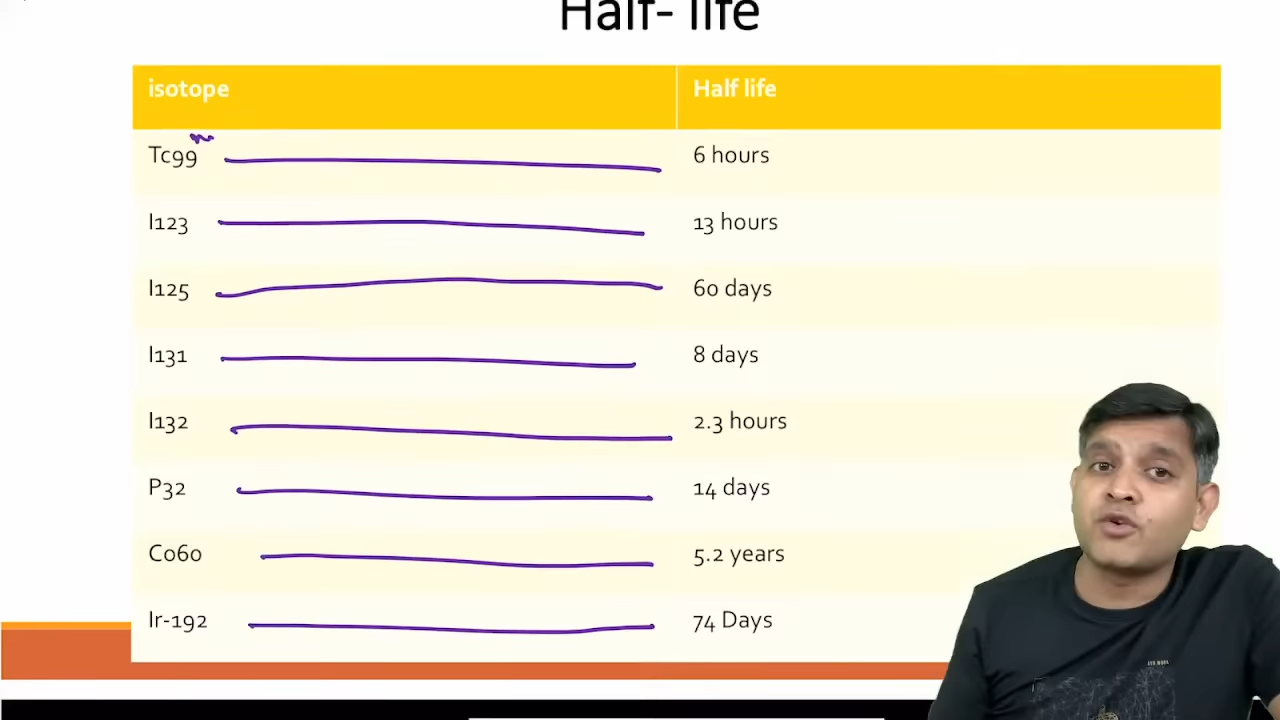 Half- life
isotope Half life
Tc99m 6 hours
I123 13 hours
I125 60 days
I131 8 days
I132 2.3 hours
P32 14 days
Co60 5.2 years
Ir-192 74 Days